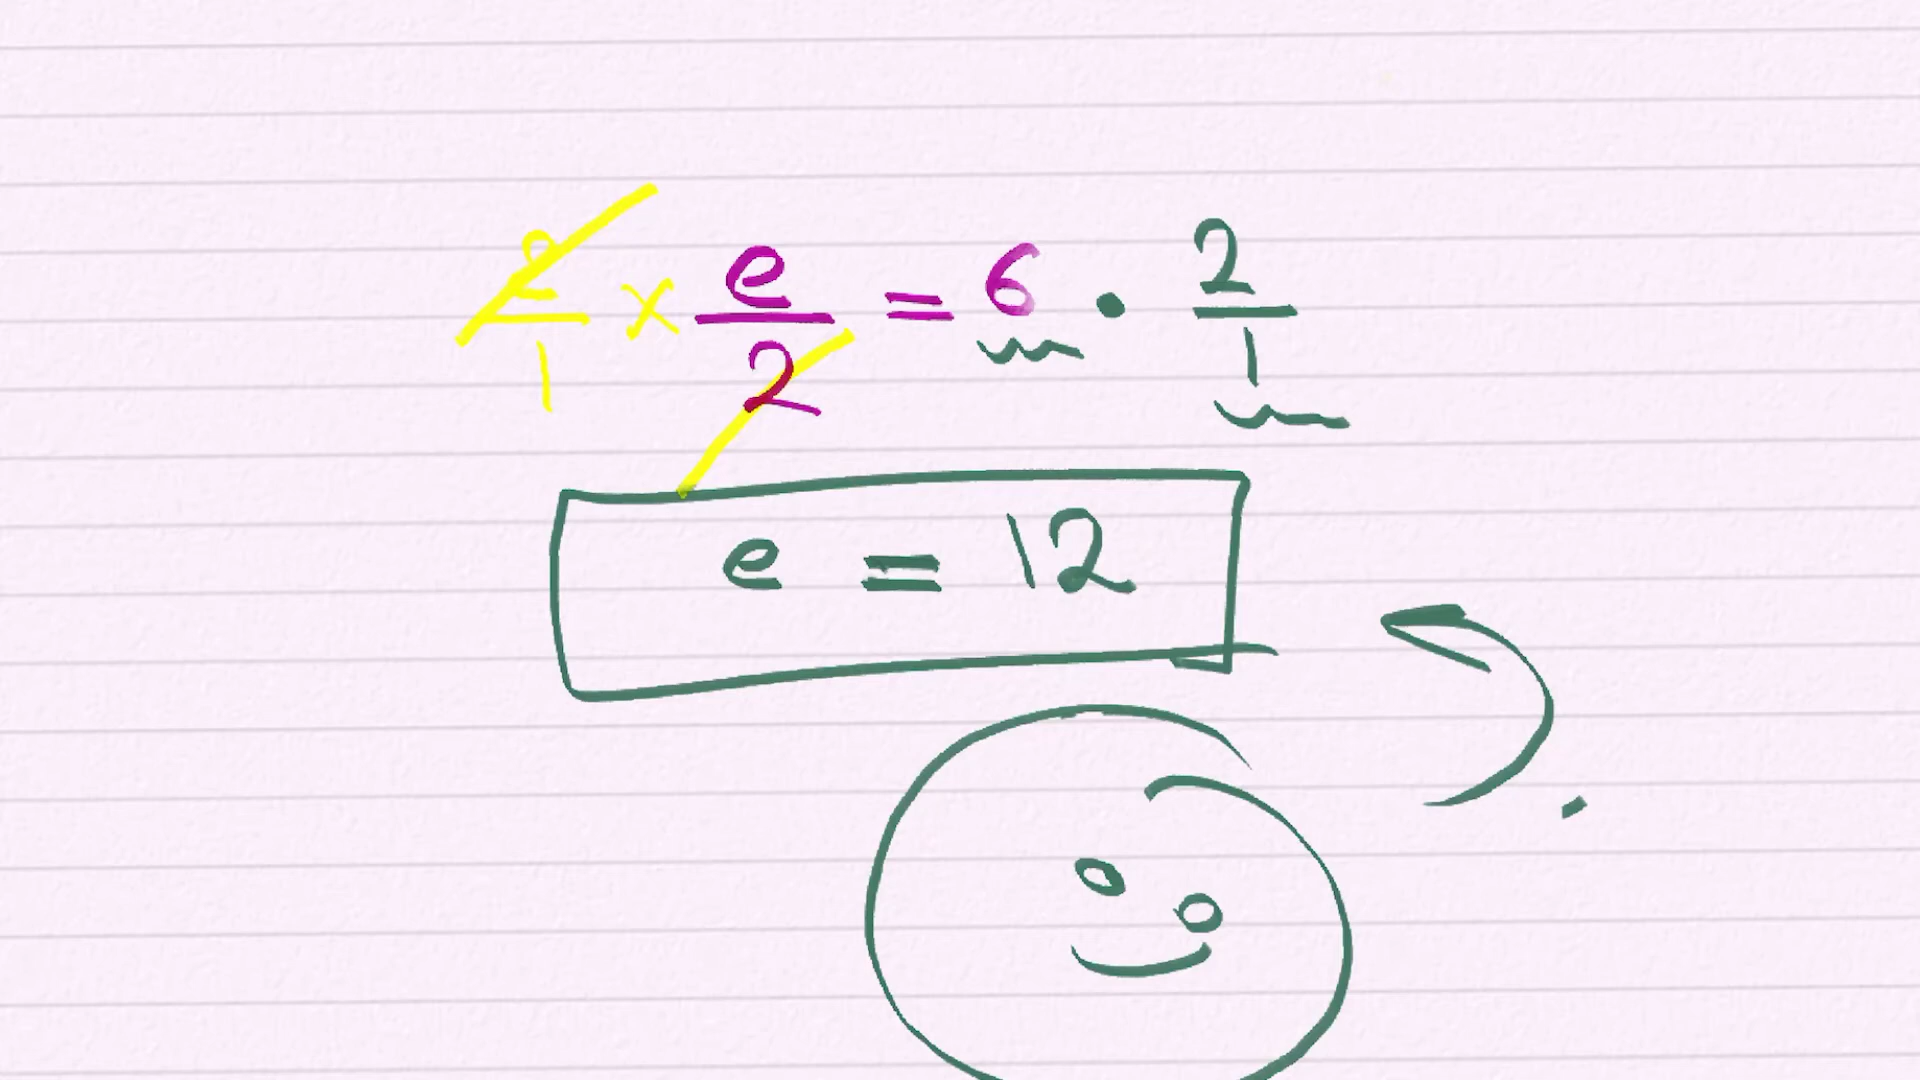 2/1 x e/2 = 6 • 2/1
e = 12